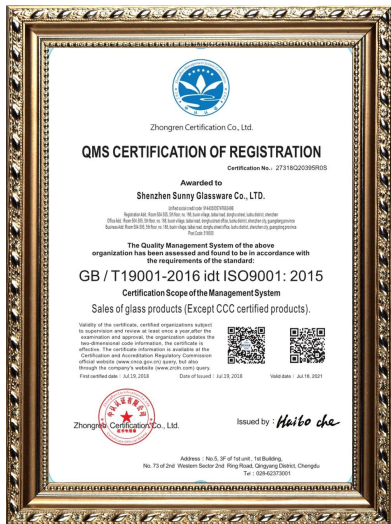 Zhongren Certification Co., Ltd.
QMS CERTIFICATION OF REGISTRATION
Certification No.: 27318Q20395R0S
Awarded to
Shenzhen Sunny Glassware Co., LTD.
The Quality Management System of the above
organization has been assessed and found to be in accordance with
the requirements of the standard:
GB / T19001-2016 idt ISO9001: 2015
Certification Scope of the Management System
Sales of glass products (Except CCC certified products).
Validity of the certificate, certified organizations subject
to supervision and review at least once a year,after the
examination and approval, the organization updates the
two-dimensional code information, the certificate is
effective. The certificate information is available at the
Certification and Accreditation Regulatory Commission
official website (www.cnca.gov.cn) query, but also
through the company's website (www.zrcln.com) query.
First certified date : Jul.19, 2018 Date of Issued : Jul.19, 2018 Valid date : Jul.18, 2021
Zhongren Certification Co., Ltd.
Issued by : Haibo che
Address : No.5, 3F of 1st unit , 1st Building,
No. 73 of 2nd Western Sector 2nd Ring Road, Qingyang District, Chengdu
Tel : 028-62373001